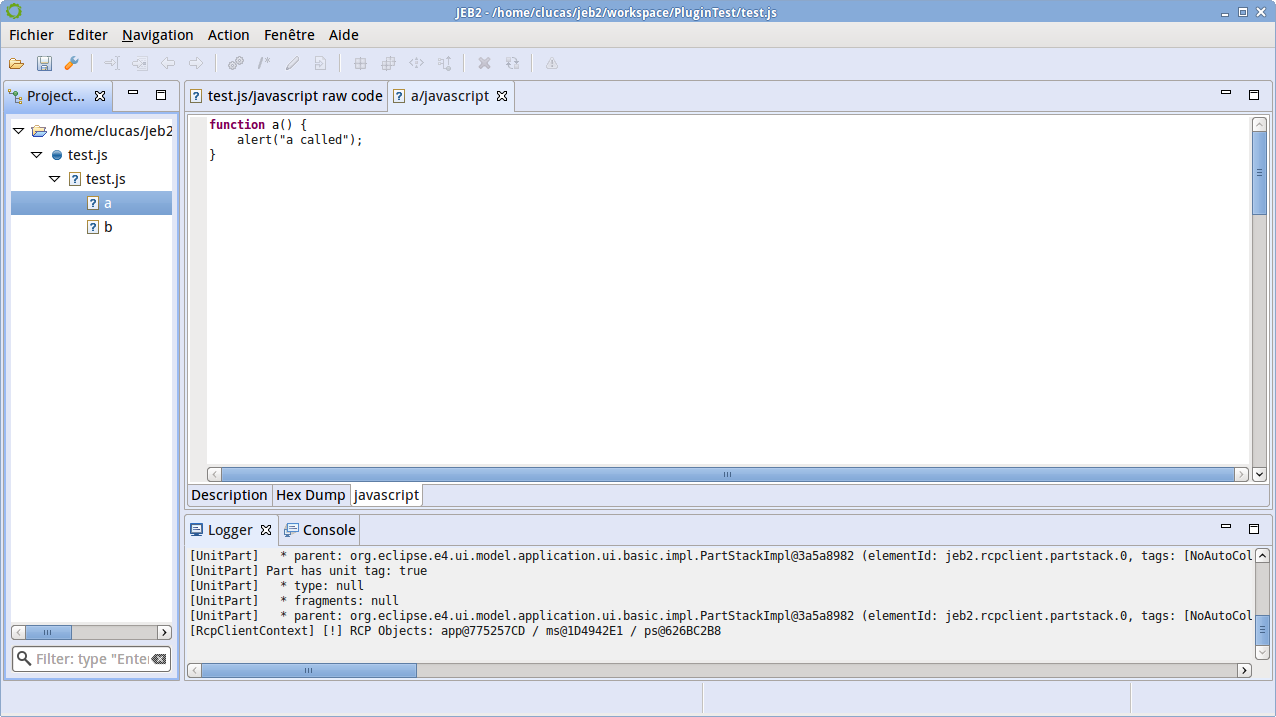 JEB2 - /home/clucas/jeb2/workspace/PluginTest/test.js
Fichier Editer Navigation Action Fenêtre Aide
Project...
/home/clucas/jeb2
test.js
test.js
a
b
Filter: type "Enter
test.js/javascript raw code a/javascript
function a() {
    alert("a called");
}
Description Hex Dump javascript
Logger Console
[UnitPart]   * parent: org.eclipse.e4.ui.model.application.ui.basic.impl.PartStackImpl@3a5a8982 (elementId: jeb2.rcpclient.partstack.0, tags: [NoAutoCol
[UnitPart] Part has unit tag: true
[UnitPart]   * type: null
[UnitPart]   * fragments: null
[UnitPart]   * parent: org.eclipse.e4.ui.model.application.ui.basic.impl.PartStackImpl@3a5a8982 (elementId: jeb2.rcpclient.partstack.0, tags: [NoAutoCol
[RcpClientContext] [!] RCP Objects: app@775257CD / ms@1D4942E1 / ps@626BC2B8